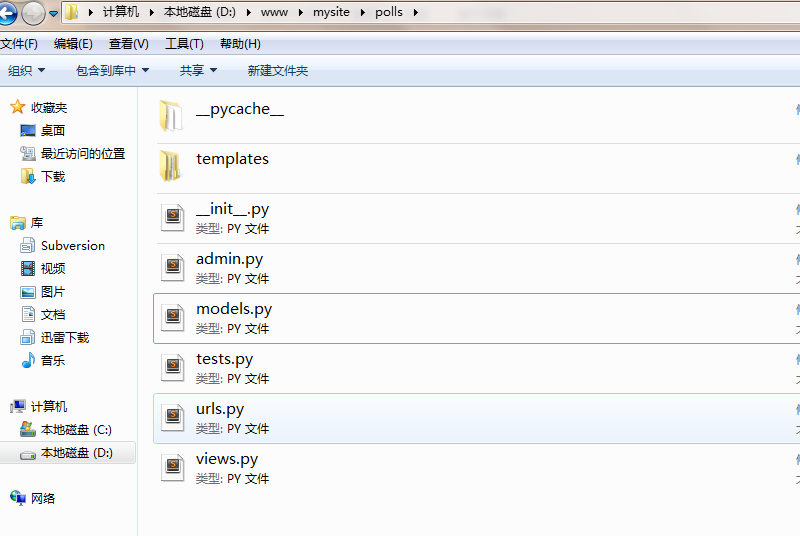 计算机 本地磁盘 (D:) www mysite polls
文件(F) 编辑(E) 查看(V) 工具(T) 帮助(H)
组织 包含到库中 共享 新建文件夹
收藏夹
桌面
最近访问的位置
下载
库
Subversion
视频
图片
文档
迅雷下载
音乐
计算机
本地磁盘 (C:)
本地磁盘 (D:)
网络
__pycache__
templates
__init__.py
类型: PY 文件
admin.py
类型: PY 文件
models.py
类型: PY 文件
tests.py
类型: PY 文件
urls.py
类型: PY 文件
views.py
类型: PY 文件